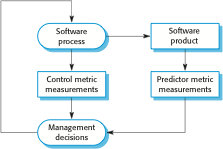 Software
process
Software
product
Control metric
measurements
Predictor metric
measurements
Management
decisions